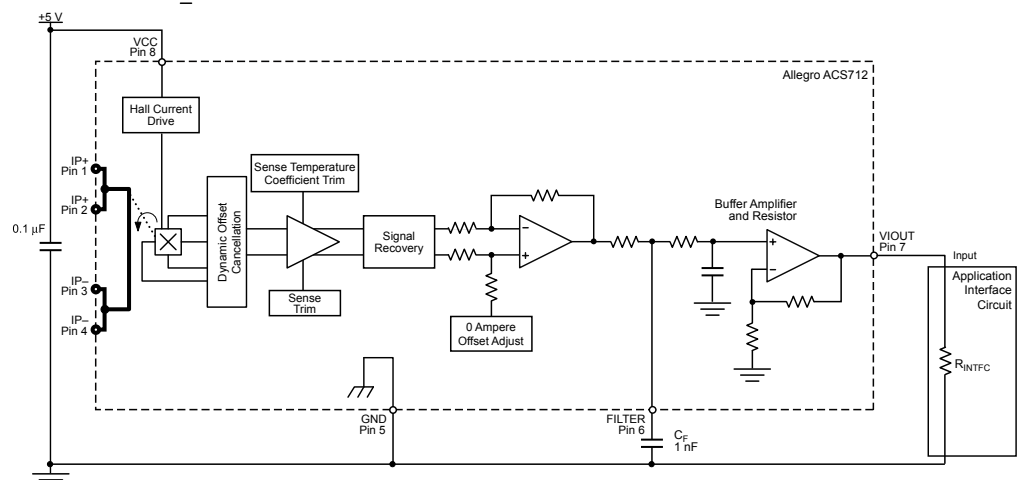 +5 V
VCC
Pin 8
Allegro ACS712
Hall Current
Drive
IP+
Pin 1
IP+
Pin 2
IP–
Pin 3
IP–
Pin 4
0.1 µF
Dynamic Offset
Cancellation
Sense Temperature
Coefficient Trim
Sense
Trim
Signal
Recovery
0 Ampere
Offset Adjust
Buffer Amplifier
and Resistor
VIOUT
Pin 7
Input
Application
Interface
Circuit
RINTFC
GND
Pin 5
FILTER
Pin 6
CF
1 nF
−
+
+
−